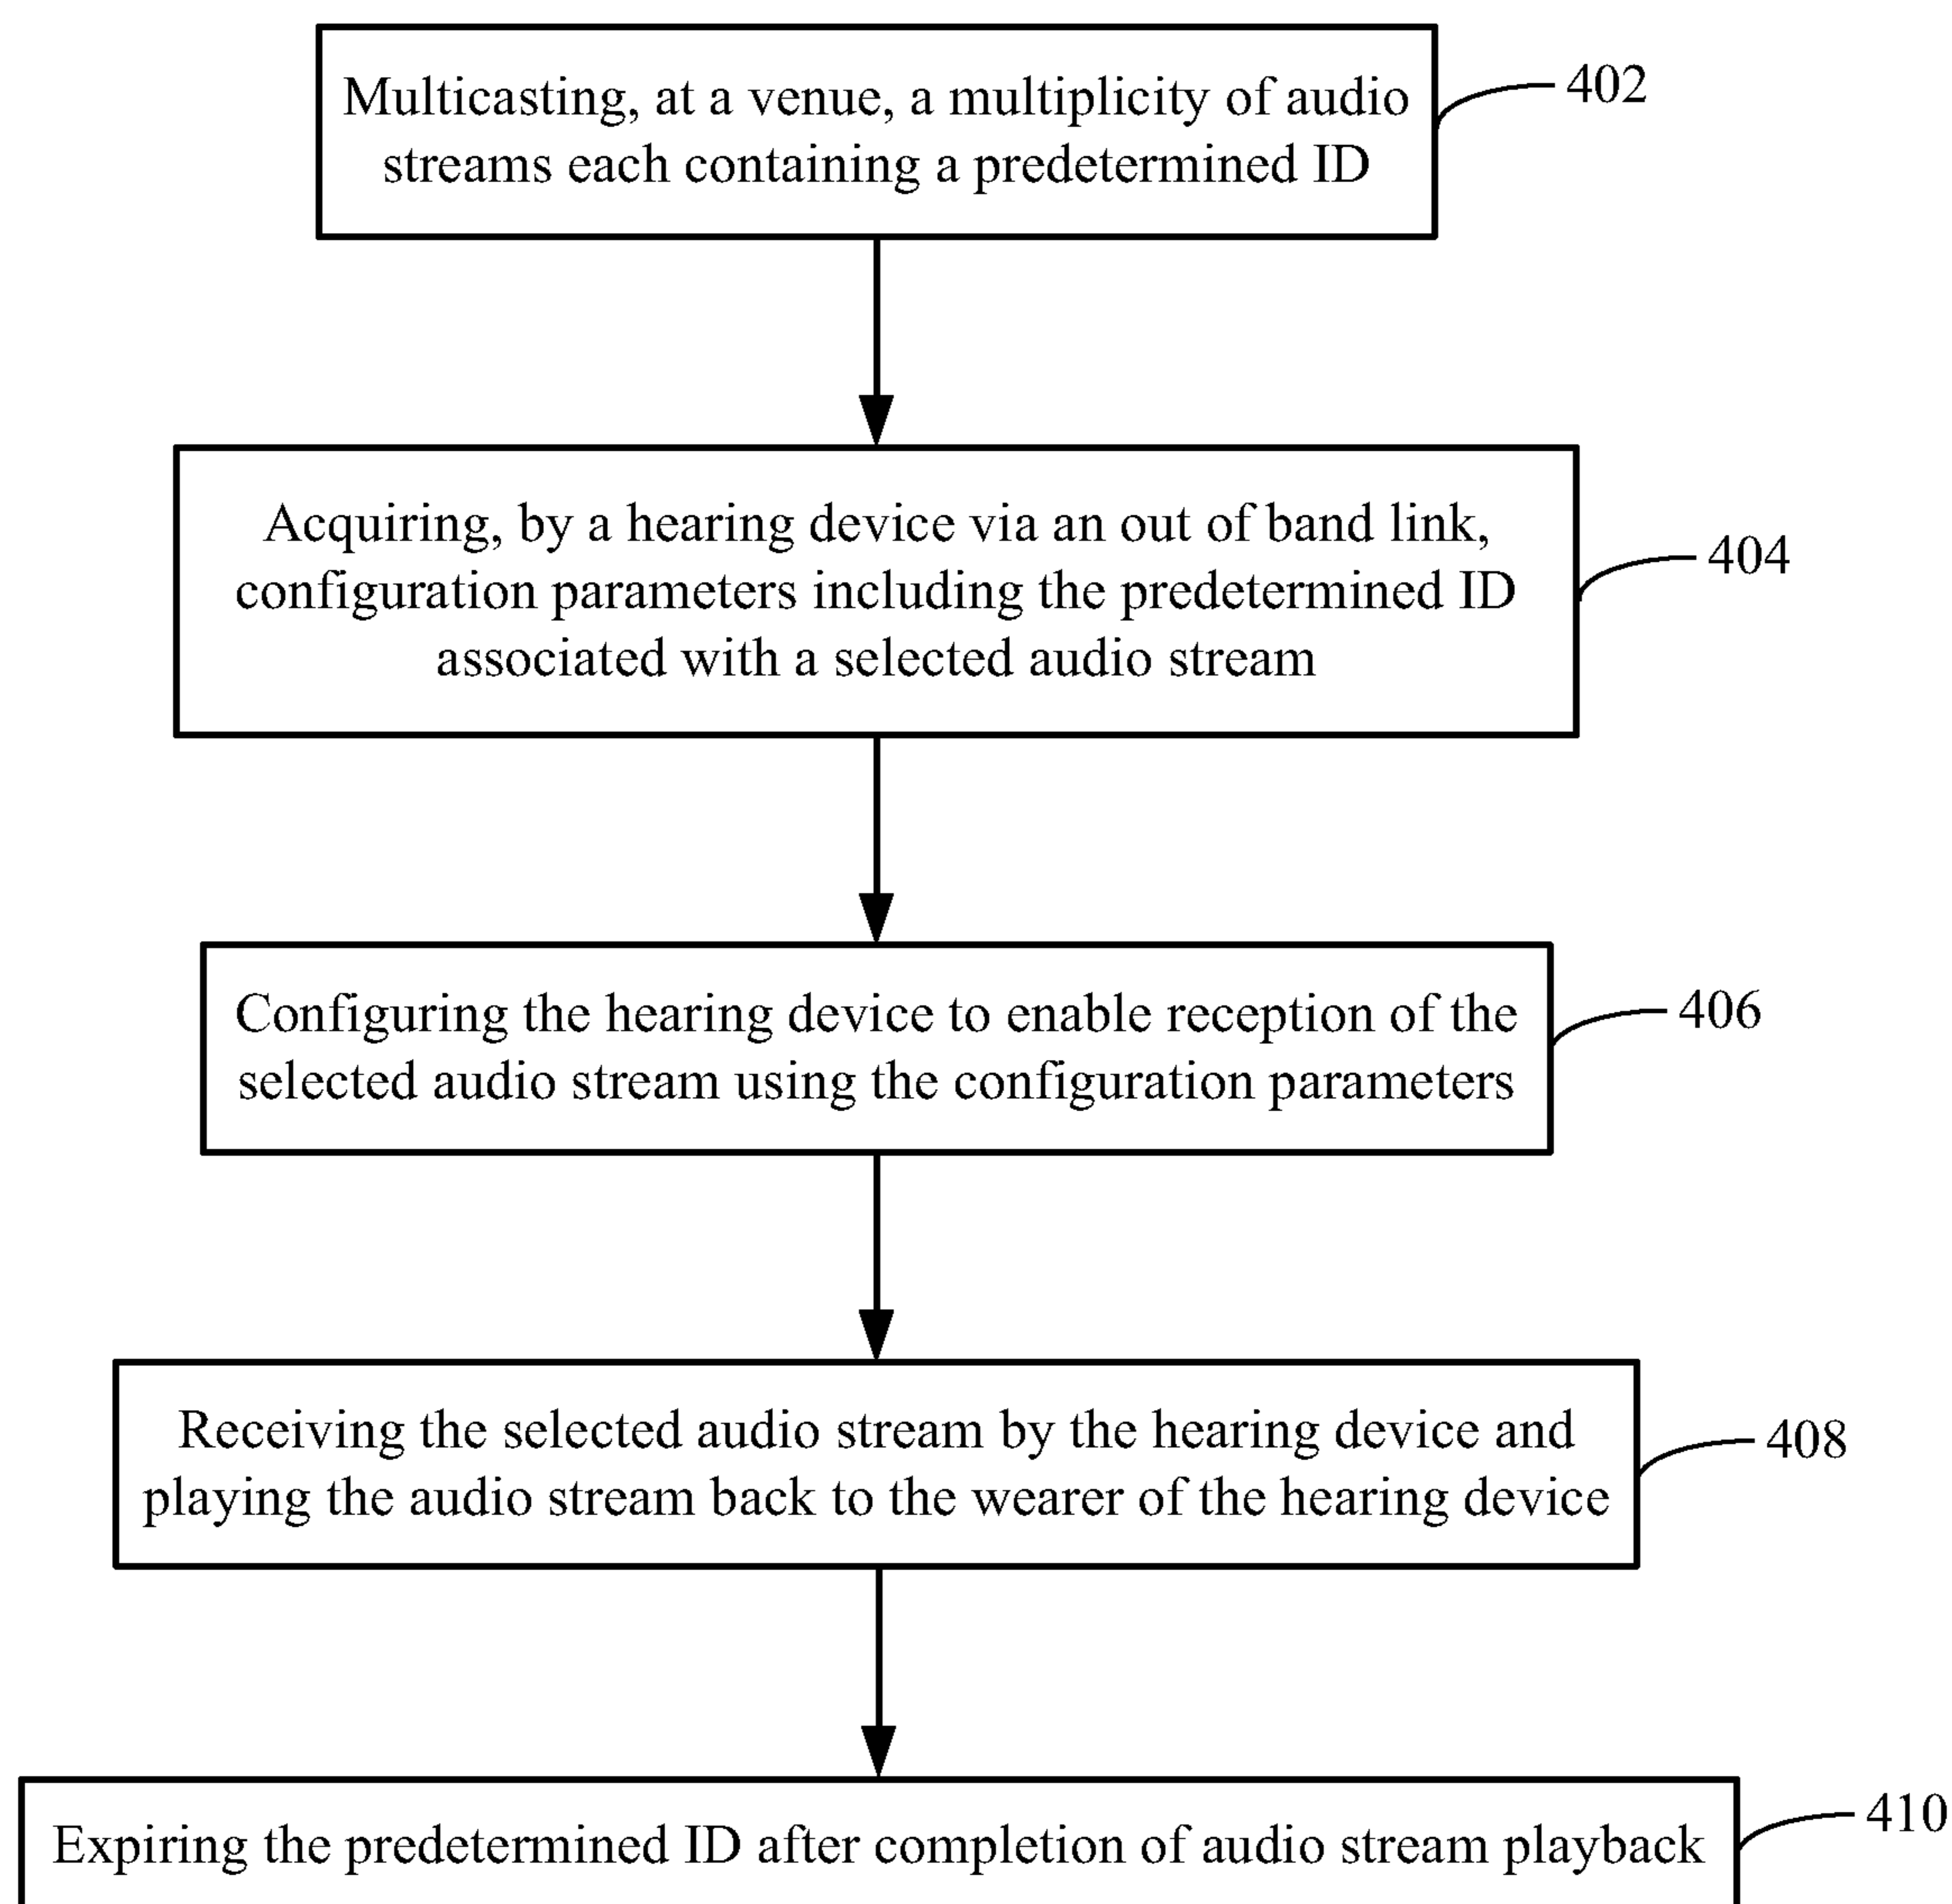 Multicasting, at a venue, a multiplicity of audio
streams each containing a predetermined ID
402
Acquiring, by a hearing device via an out of band link,
configuration parameters including the predetermined ID
associated with a selected audio stream
404
Configuring the hearing device to enable reception of the
selected audio stream using the configuration parameters
406
Receiving the selected audio stream by the hearing device and
playing the audio stream back to the wearer of the hearing device
408
Expiring the predetermined ID after completion of audio stream playback
410